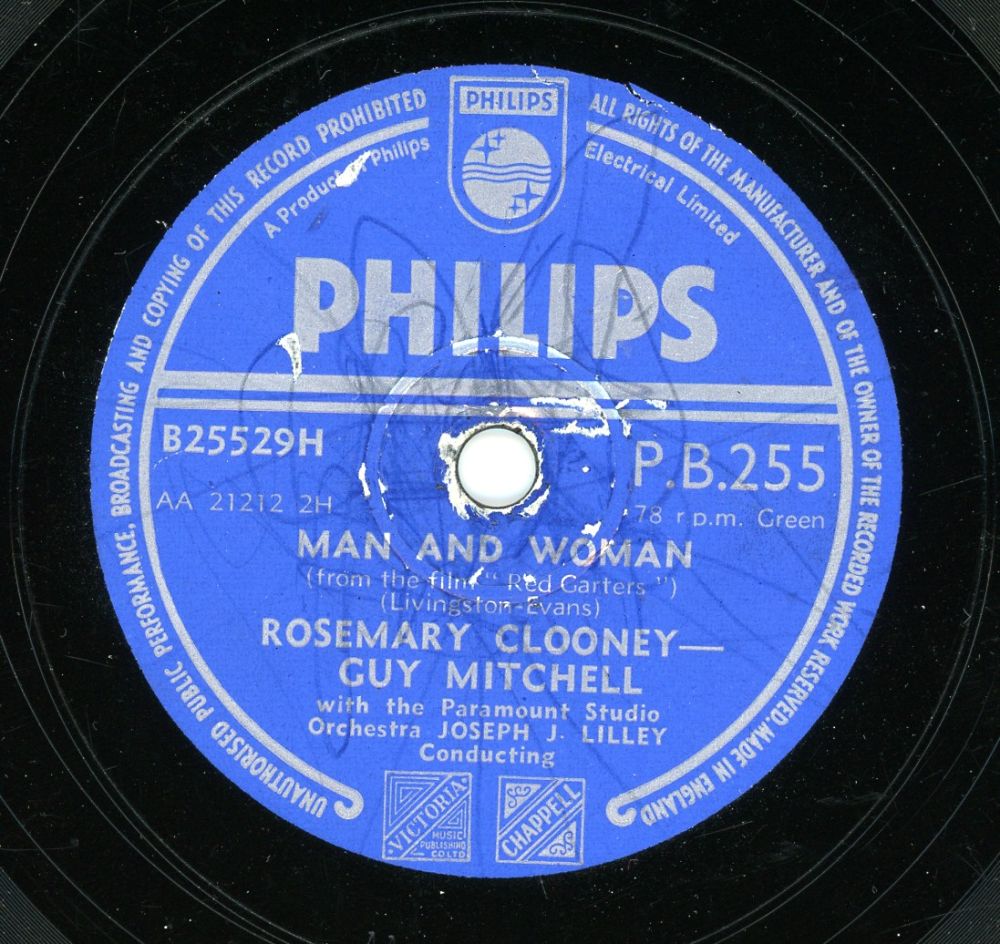 UNAUTHORISED PUBLIC PERFORMANCE, BROADCASTING AND COPYING OF THIS RECORD PROHIBITED
ALL RIGHTS OF THE MANUFACTURER AND OF THE OWNER OF THE RECORDED WORK RESERVED. MADE IN ENGLAND
PHILIPS
A Product of Philips
Electrical Limited
PHILIPS
B25529H
P.B.255
AA 21212 2H
78 r.p.m. Green
MAN AND WOMAN
(from the film "Red Garters")
(Livingston-Evans)
ROSEMARY CLOONEY—
GUY MITCHELL
with the Paramount Studio
Orchestra JOSEPH J. LILLEY
Conducting
VICTORIA
MUSIC
PUBLISHING
CO LTD
CHAPPELL